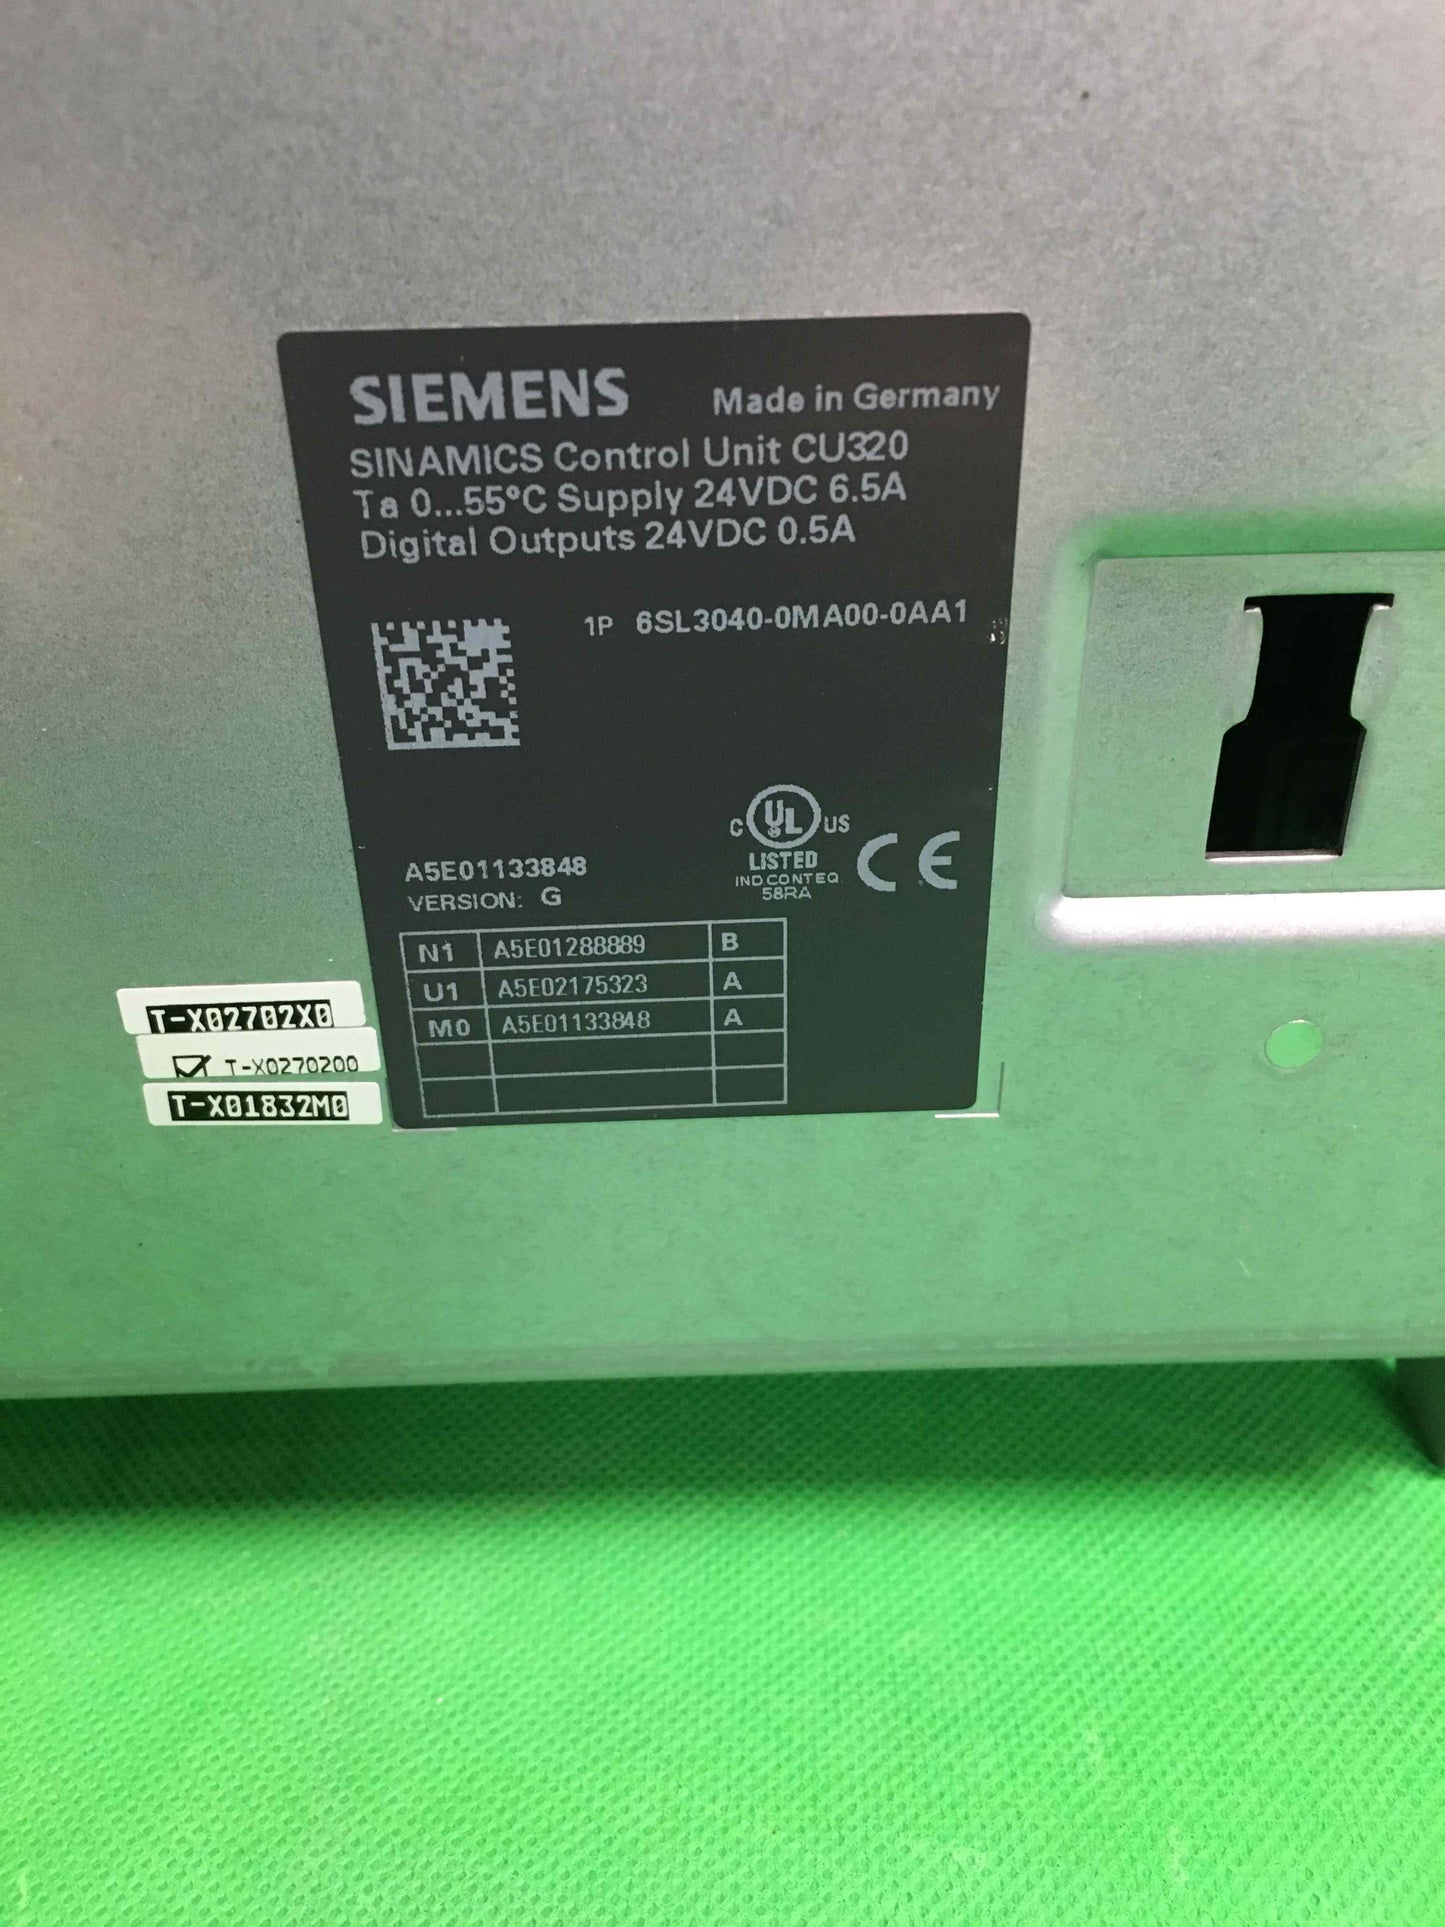 SIEMENS Made in Germany
SINAMICS Control Unit CU320
Ta 0...55°C Supply 24VDC 6.5A
Digital Outputs 24VDC 0.5A
1P 6SL3040-0MA00-0AA1
C UL US
LISTED
IND.CONT.EQ.
58RA
CE
A5E01133848
VERSION: G
N1 A5E01288889 B
U1 A5E02175323 A
M0 A5E01133848 A
T-X02702X0
T-X0270200
T-X01832M0